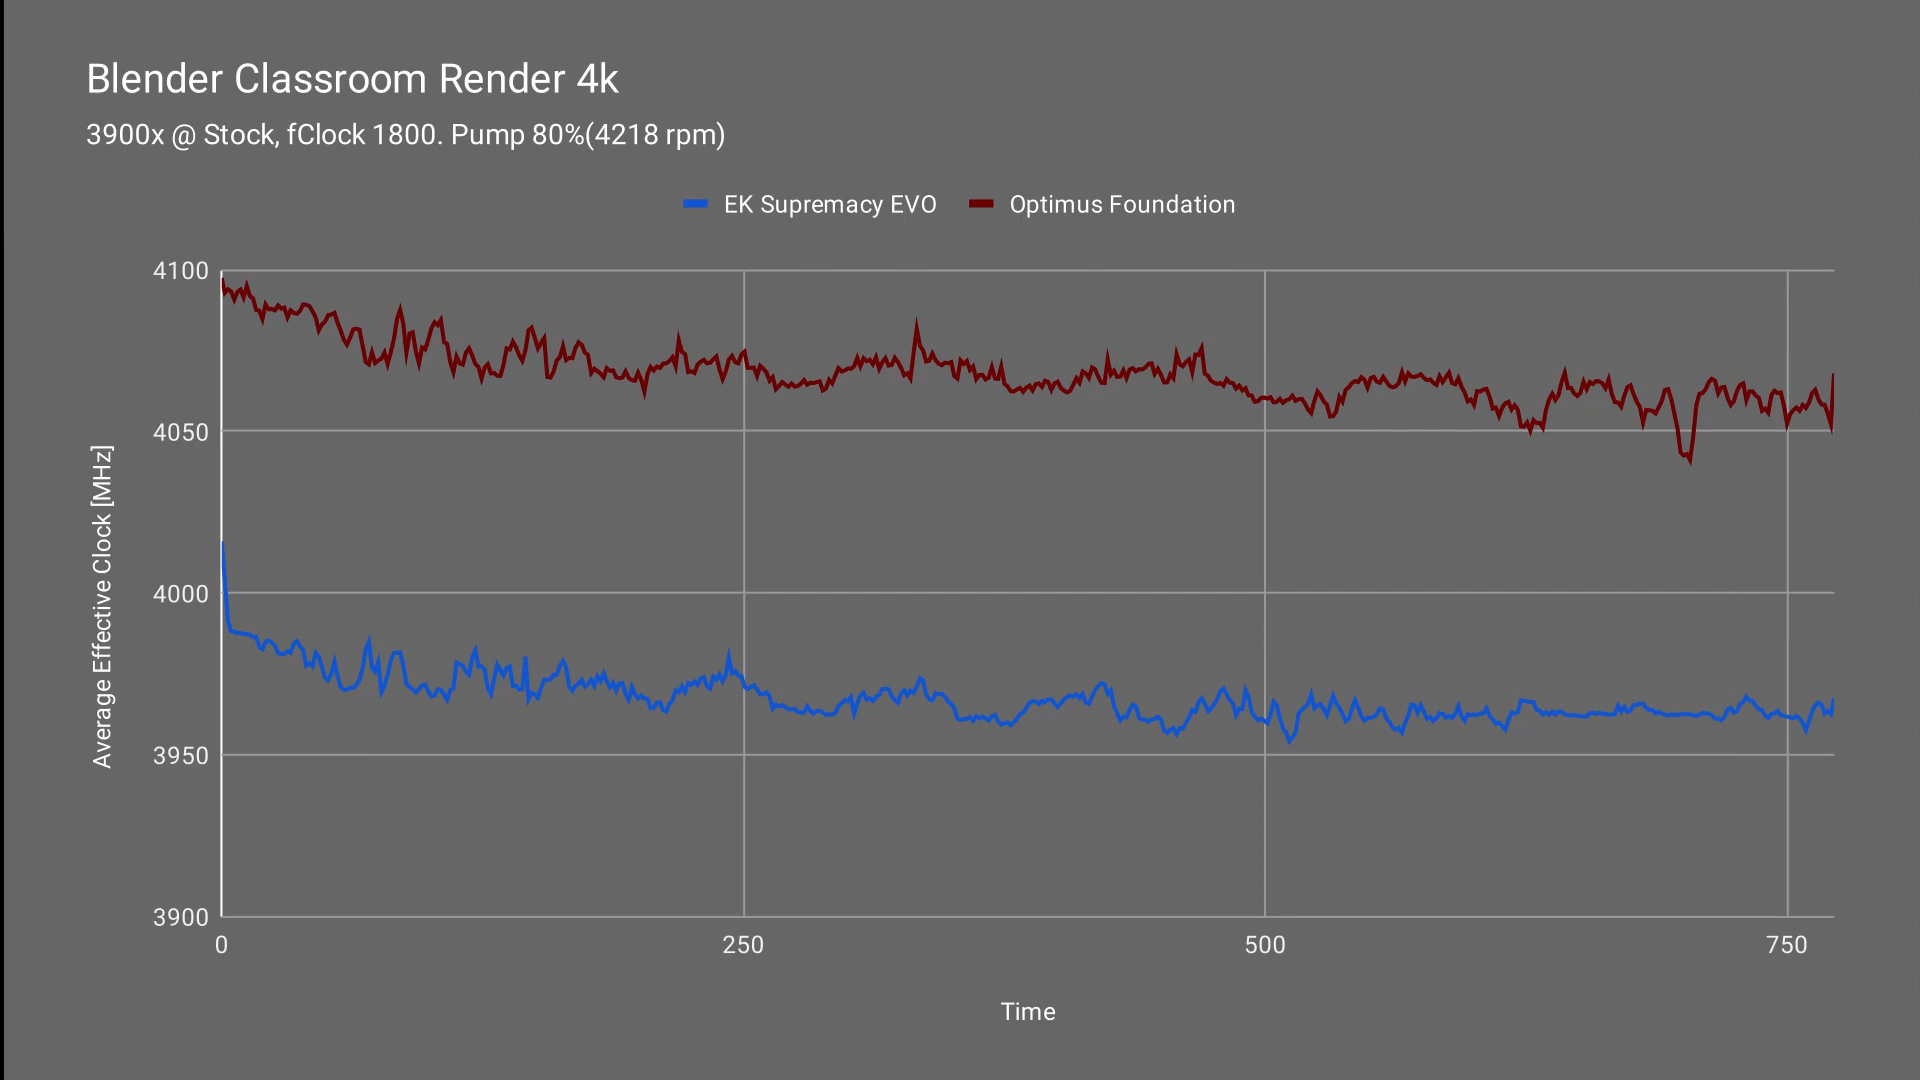 Blender Classroom Render 4k
3900x @ Stock, fClock 1800. Pump 80%(4218 rpm)
EK Supremacy EVO
Optimus Foundation
4100
4050
4000
3950
3900
Average Effective Clock [MHz]
0
250
500
750
Time